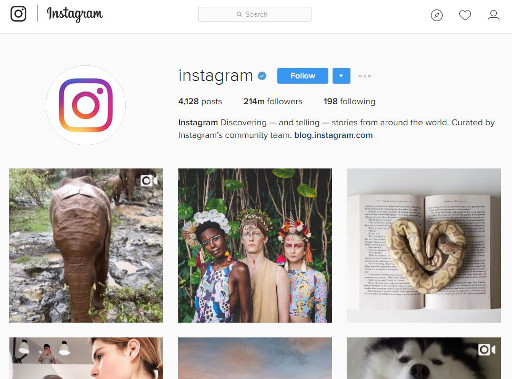 Instagram
Search
instagram Follow
4,128 posts 214m followers 198 following
Instagram Discovering — and telling — stories from around the world. Curated by
Instagram's community team. blog.instagram.com